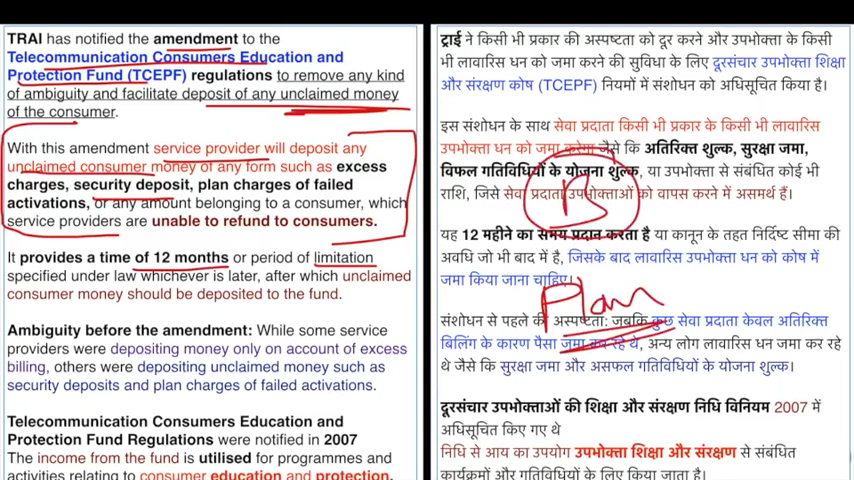 TRAI has notified the amendment to the
Telecommunication Consumers Education and
Protection Fund (TCEPF) regulations to remove any kind
of ambiguity and facilitate deposit of any unclaimed money
of the consumer.
With this amendment service provider will deposit any
unclaimed consumer money of any form such as excess
charges, security deposit, plan charges of failed
activations, or any amount belonging to a consumer, which
service providers are unable to refund to consumers.
It provides a time of 12 months or period of limitation
specified under law whichever is later, after which unclaimed
consumer money should be deposited to the fund.
Ambiguity before the amendment: While some service
providers were depositing money only on account of excess
billing, others were depositing unclaimed money such as
security deposits and plan charges of failed activations.
Telecommunication Consumers Education and
Protection Fund Regulations were notified in 2007
The income from the fund is utilised for programmes and
activities relating to consumer education and protection.
ट्राई ने किसी भी प्रकार की अस्पष्टता को दूर करने और उपभोक्ता के किसी
भी लावारिस धन को जमा करने की सुविधा के लिए दूरसंचार उपभोक्ता शिक्षा
और संरक्षण कोष (TCEPF) नियमों में संशोधन को अधिसूचित किया है।
इस संशोधन के साथ सेवा प्रदाता किसी भी प्रकार के किसी भी लावारिस
उपभोक्ता धन को जमा करेगा जैसे कि अतिरिक्त शुल्क, सुरक्षा जमा,
विफल गतिविधियों के योजना शुल्क, या उपभोक्ता से संबंधित कोई भी
राशि, जिसे सेवा प्रदाता उपभोक्ताओं को वापस करने में असमर्थ हैं।
B
यह 12 महीने का समय प्रदान करता है या कानून के तहत निर्दिष्ट सीमा की
अवधि जो भी बाद में है, जिसके बाद लावारिस उपभोक्ता धन को कोष में
जमा किया जाना चाहिए।
Plan
संशोधन से पहले की अस्पष्टता: जबकि कुछ सेवा प्रदाता केवल अतिरिक्त
बिलिंग के कारण पैसा जमा कर रहे थे, अन्य लोग लावारिस धन जमा कर रहे
थे जैसे कि सुरक्षा जमा और असफल गतिविधियों के योजना शुल्क।
दूरसंचार उपभोक्ताओं की शिक्षा और संरक्षण निधि विनियम 2007 में
अधिसूचित किए गए थे
निधि से आय का उपयोग उपभोक्ता शिक्षा और संरक्षण से संबंधित
कार्यक्रमों और गतिविधियों के लिए किया जाता है।